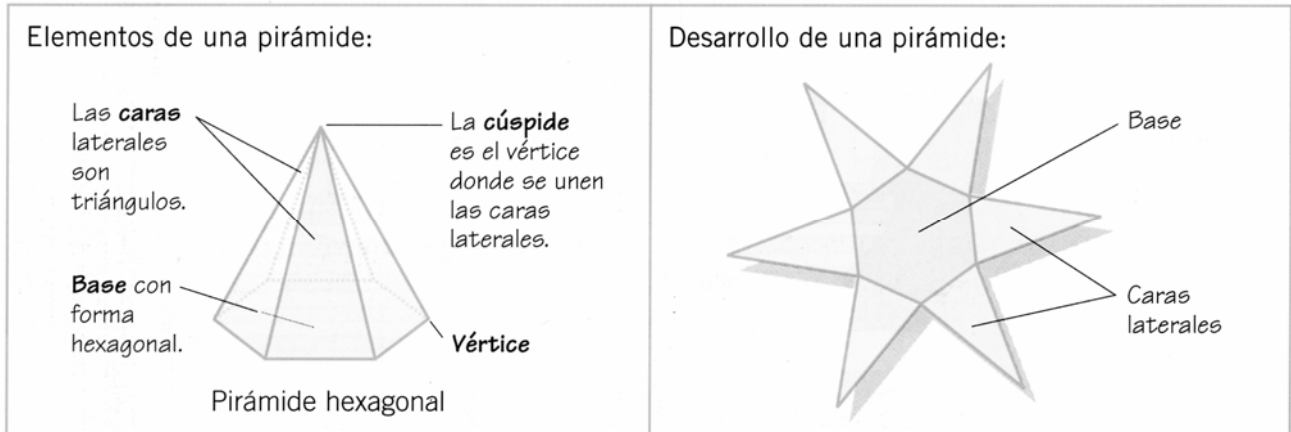 Elementos de una pirámide:
Las caras
laterales
son
triángulos.
La cúspide
es el vértice
donde se unen
las caras
laterales.
Base con
forma
hexagonal.
Vértice
Pirámide hexagonal
Desarrollo de una pirámide:
Base
Caras
laterales